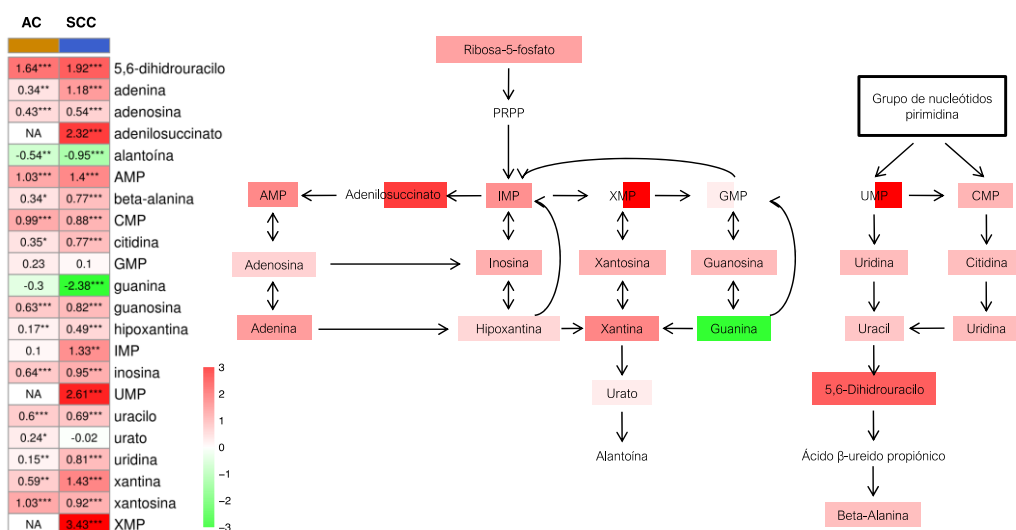 AC SCC
1.64*** 1.92*** 5,6-dihidrouracilo
0.34** 1.18*** adenina
0.43*** 0.54*** adenosina
NA 2.32*** adenilosuccinato
-0.54** -0.95*** alantoína
1.03*** 1.4*** AMP
0.34* 0.77*** beta-alanina
0.99*** 0.88*** CMP
0.35* 0.77*** citidina
0.23 0.1 GMP
-0.3 -2.38*** guanina
0.63*** 0.82*** guanosina
0.17** 0.49*** hipoxantina
0.1 1.33** IMP
0.64*** 0.95*** inosina
NA 2.61*** UMP
0.6*** 0.69*** uracilo
0.24* -0.02 urato
0.15** 0.81*** uridina
0.59** 1.43*** xantina
1.03*** 0.92*** xantosina
NA 3.43*** XMP
3
2
1
0
−1
−2
−3
Ribosa-5-fosfato
PRPP
AMP Adenilosuccinato IMP XMP GMP
Adenosina Inosina Xantosina Guanosina
Adenina Hipoxantina Xantina Guanina
Urato
Alantoína
Grupo de nucleótidos
pirimidina
UMP CMP
Uridina Citidina
Uracil Uridina
5,6-Dihidrouracilo
Ácido β-ureido propiónico
Beta-Alanina